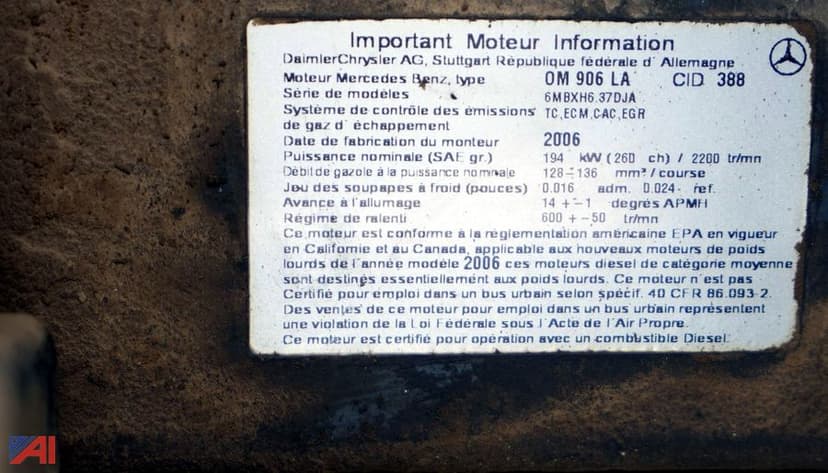 Important Moteur Information
DaimlerChrysler AG, Stuttgart République fédérale d' Allemagne
Moteur Mercedes Benz, type OM 906 LA CID 388
Série de modèles 6MBXH6.37DJA
Système de contrôle des émissions TC,ECM,CAC,EGR
de gaz d' échappement
Date de fabrication du monteur 2006
Puissance nominale (SAE gr.) 194 kW (260 ch) / 2200 tr/mn
Débit de gazole à la puissance nominale 128-136 mm³/course
Jeu des soupapes à froid (pouces) 0.016 adm. 0.024- ref.
Avance à l'allumage 14 +-1 degrés APMH
Régime de ralenti 600 +-50 tr/mn
Ce moteur est conforme à la réglementation américaine EPA en vigueur
en Californie et au Canada, applicable aux nouveaux moteurs de poids
lourds de l'année modèle 2006 ces moteurs diesel de catégorie moyenne
sont destinés essentiellement aux poids lourds. Ce moteur n'est pas
Certifié pour emploi dans un bus urbain selon spécif. 40 CFR 86.093-2.
Des ventes de ce moteur pour emploi dans un bus urbain représentent
une violation de la Loi Fédérale sous l'Acte de l'Air Propre.
Ce moteur est certifié pour opération avec un combustible Diesel.
AI